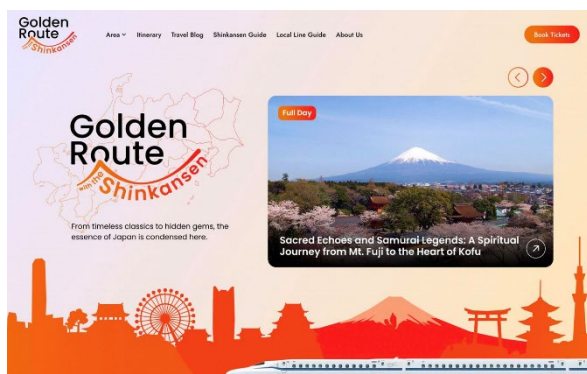 Golden
Route
with the Shinkansen
Area
Itinerary
Travel Blog
Shinkansen Guide
Local Line Guide
About Us
Book Tickets
Golden
Route
with the Shinkansen
From timeless classics to hidden gems, the
essence of Japan is condensed here.
Full Day
Sacred Echoes and Samurai Legends: A Spiritual
Journey from Mt. Fuji to the Heart of Kofu